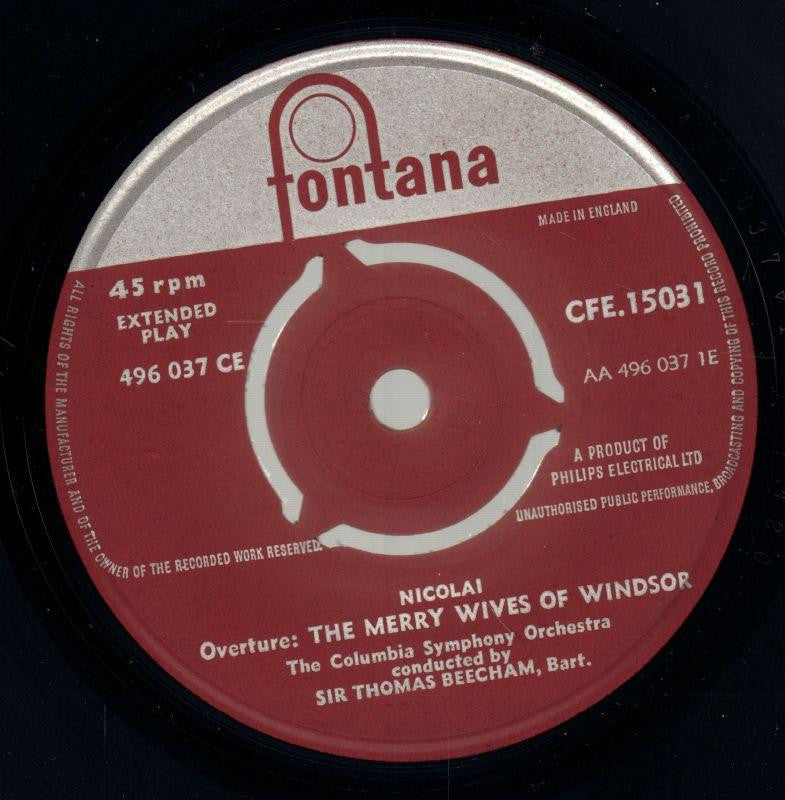 fontana
MADE IN ENGLAND
45 rpm
EXTENDED
PLAY
496 037 CE
CFE.15031
AA 496 037 1E
A PRODUCT OF
PHILIPS ELECTRICAL LTD
ALL RIGHTS OF THE MANUFACTURER AND OF THE OWNER OF THE RECORDED WORK RESERVED.
UNAUTHORISED PUBLIC PERFORMANCE, BROADCASTING AND COPYING OF THIS RECORD PROHIBITED
NICOLAI
Overture: THE MERRY WIVES OF WINDSOR
The Columbia Symphony Orchestra
conducted by
SIR THOMAS BEECHAM, Bart.